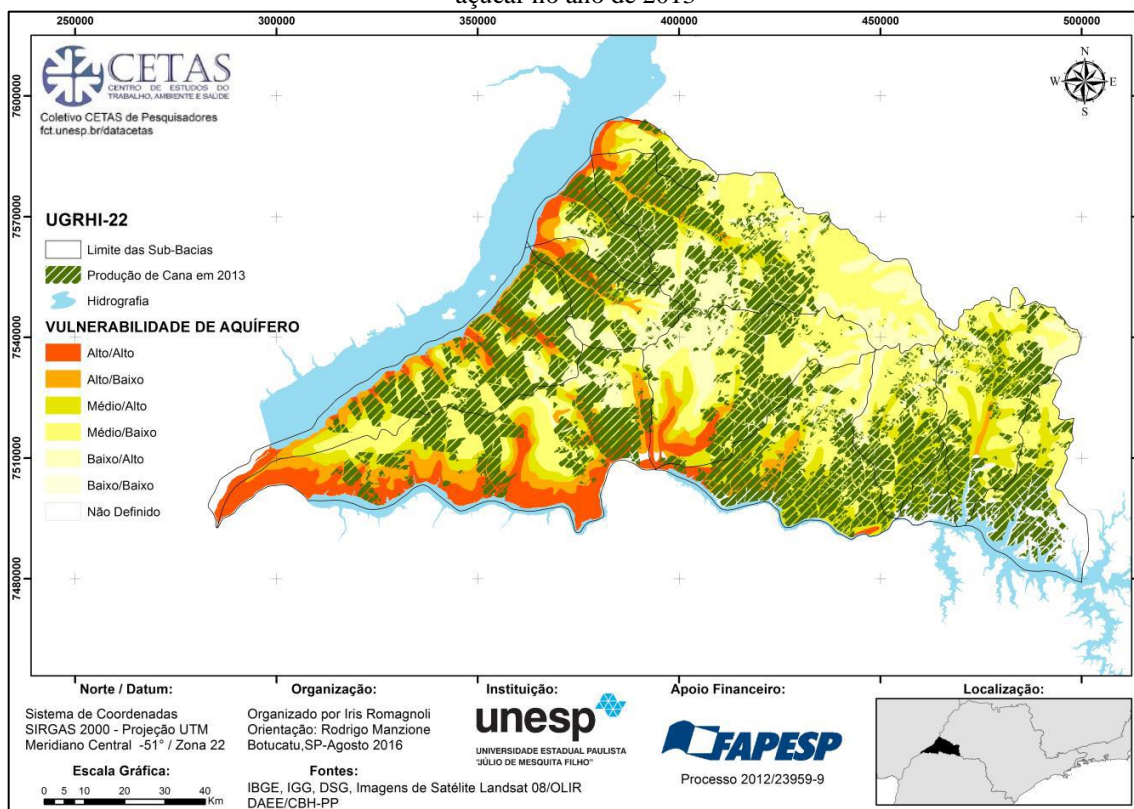 açúcar no ano de 2013
250000 300000 350000 400000 450000 500000
7600000
7570000
7540000
7510000
7480000
CETAS
CENTRO DE ESTUDOS DO
TRABALHO, AMBIENTE E SAÚDE
Coletivo CETAS de Pesquisadores
fct.unesp.br/datacetas
N
W E
S
UGRHI-22
Limite das Sub-Bacias
Produção de Cana em 2013
Hidrografia
VULNERABILIDADE DE AQUÍFERO
Alto/Alto
Alto/Baixo
Médio/Alto
Médio/Baixo
Baixo/Alto
Baixo/Baixo
Não Definido
Norte / Datum:
Sistema de Coordenadas
SIRGAS 2000 - Projeção UTM
Meridiano Central -51° / Zona 22
Escala Gráfica:
0 5 10 20 30 40
Km
Organização:
Organizado por Iris Romagnoli
Orientação: Rodrigo Manzione
Botucatu,SP-Agosto 2016
Fontes:
IBGE, IGG, DSG, Imagens de Satélite Landsat 08/OLIR
DAEE/CBH-PP
Instituição:
unesp
UNIVERSIDADE ESTADUAL PAULISTA
"JÚLIO DE MESQUITA FILHO"
Apoio Financeiro:
FAPESP
Processo 2012/23959-9
Localização: